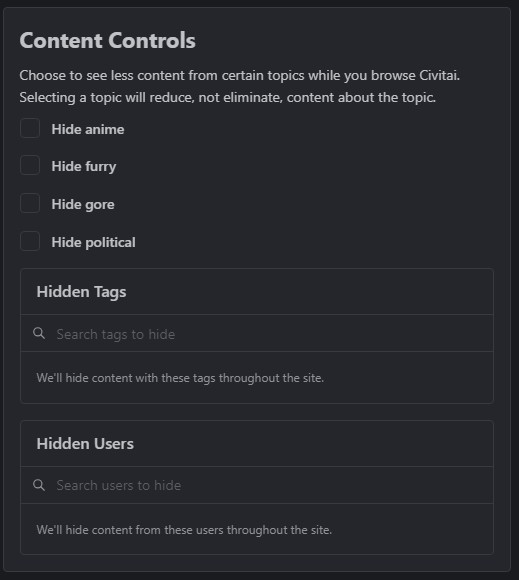 Content Controls
Choose to see less content from certain topics while you browse Civitai.
Selecting a topic will reduce, not eliminate, content about the topic.
Hide anime
Hide furry
Hide gore
Hide political
Hidden Tags
Search tags to hide
We'll hide content with these tags throughout the site.
Hidden Users
Search users to hide
We'll hide content from these users throughout the site.